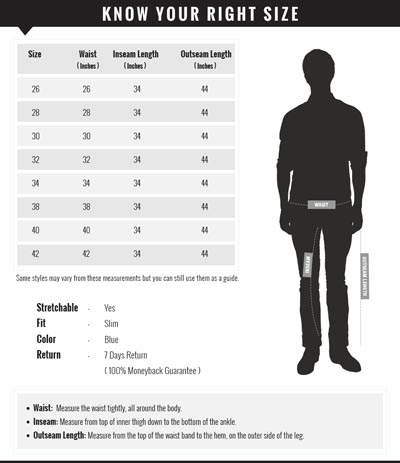 KNOW YOUR RIGHT SIZE
Size Waist Inseam Length Outseam Length
( Inches ) ( Inches ) ( Inches )
26 26 34 44
28 28 34 44
30 30 34 44
32 32 34 44
34 34 34 44
38 38 34 44
40 40 34 44
42 42 34 44
WAIST
INSEAM
OUTSEAM LENGTH
Some styles may vary from these measurements but you can still use them as a guide.
Stretchable - Yes
Fit - Slim
Color - Blue
Return - 7 Days Return
( 100% Moneyback Guarantee )
• Waist: Measure the waist tightly, all around the body.
• Inseam: Measure from top of inner thigh down to the bottom of the ankle.
• Outseam Length: Measure from the top of the waist band to the hem, on the outer side of the leg.